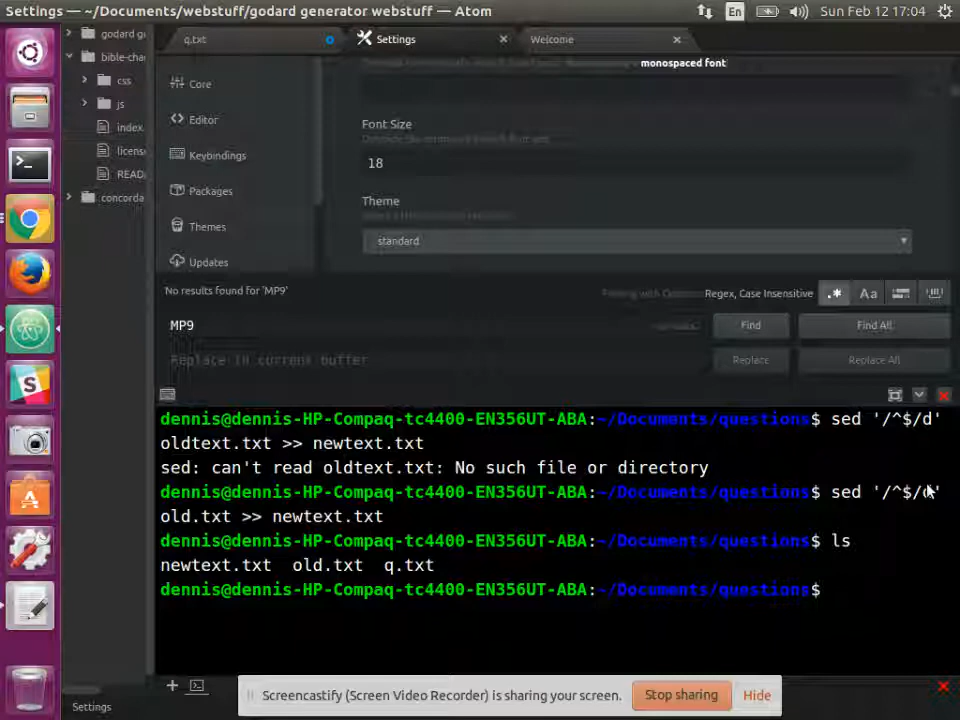 Settings — ~/Documents/webstuff/godard generator webstuff — Atom
En
Sun Feb 12 17:04
godard g
bible-cha
css
js
index.
licens
READ
concorda
q.txt
Settings
Welcome
Core
Editor
Keybindings
Packages
Themes
Updates
monospaced font
Font Size
18
Theme
standard
No results found for 'MP9'
Regex, Case Insensitive
.*
Aa
MP9
Find
Find All
Replace in current buffer
Replace
Replace All
dennis@dennis-HP-Compaq-tc4400-EN356UT-ABA:~/Documents/questions$ sed '/^$/d'
oldtext.txt >> newtext.txt
sed: can't read oldtext.txt: No such file or directory
dennis@dennis-HP-Compaq-tc4400-EN356UT-ABA:~/Documents/questions$ sed '/^$/d'
old.txt >> newtext.txt
dennis@dennis-HP-Compaq-tc4400-EN356UT-ABA:~/Documents/questions$ ls
newtext.txt old.txt q.txt
dennis@dennis-HP-Compaq-tc4400-EN356UT-ABA:~/Documents/questions$
Screencastify (Screen Video Recorder) is sharing your screen.
Stop sharing
Hide
Settings